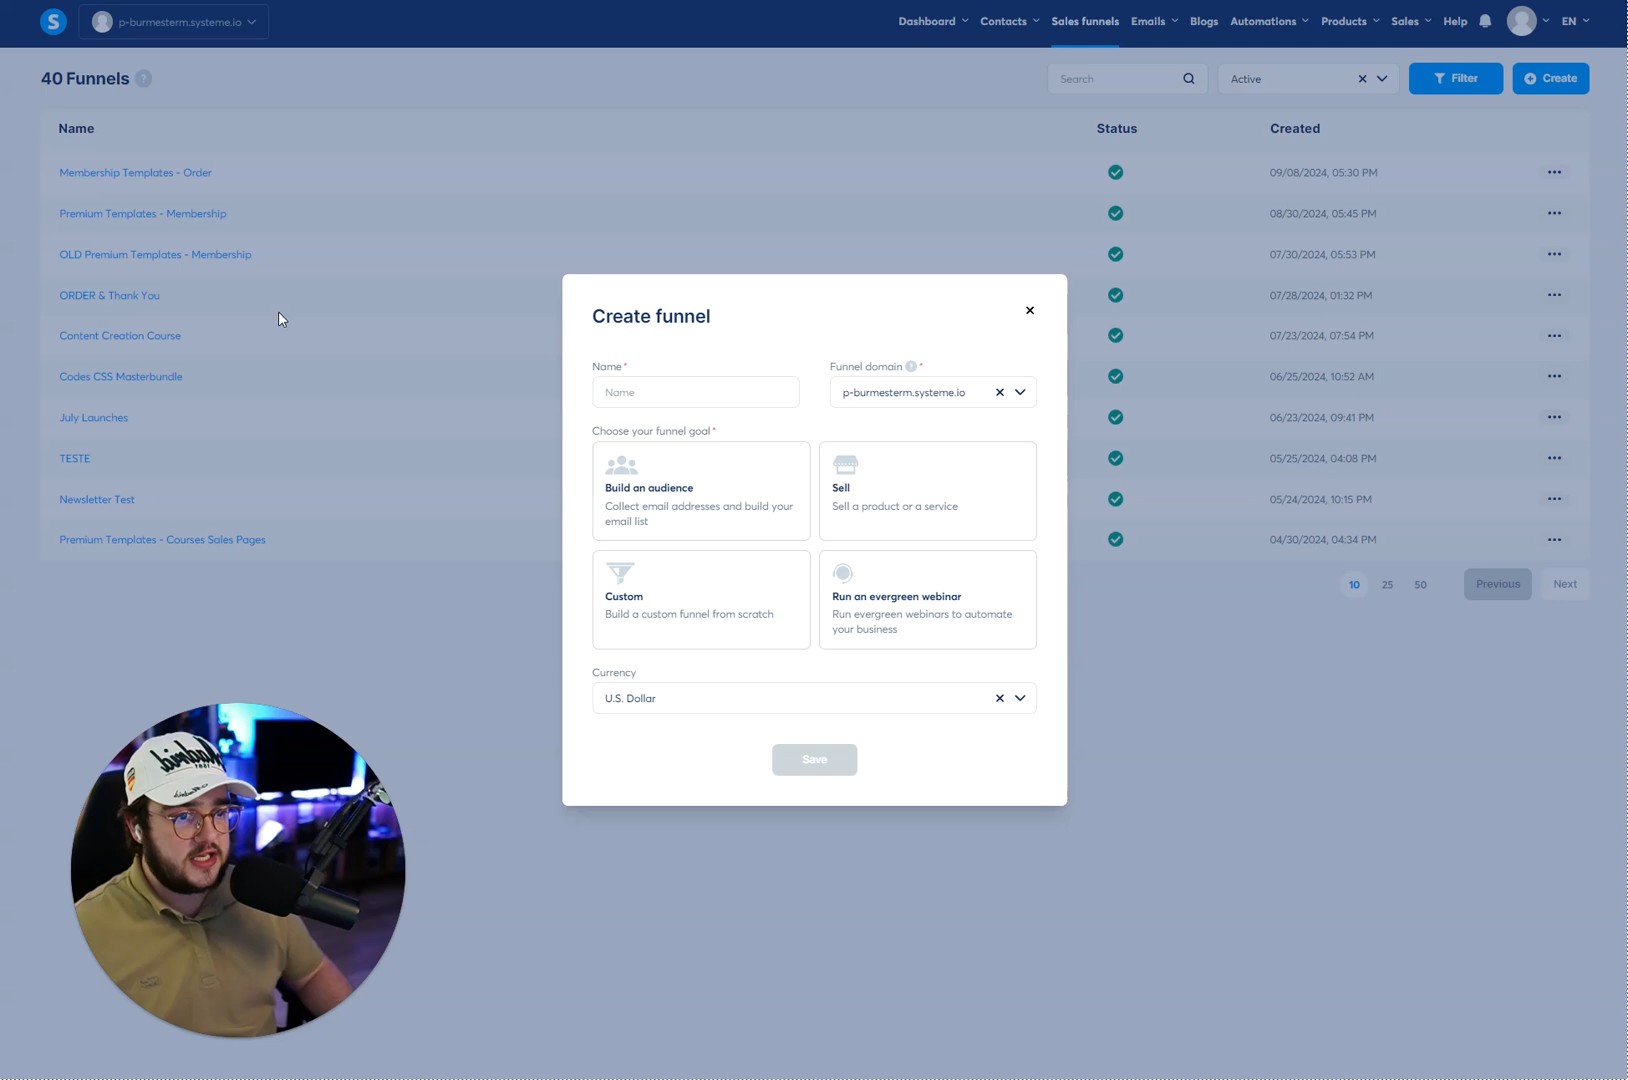 S
p-burmesterm.systeme.io
Dashboard Contacts Sales funnels Emails Blogs Automations Products Sales Help EN
40 Funnels ?
Search
Active
Filter
Create
Name Status Created
Membership Templates - Order 09/08/2024, 05:30 PM
Premium Templates - Membership 08/30/2024, 05:45 PM
OLD Premium Templates - Membership 07/30/2024, 05:53 PM
ORDER & Thank You 07/28/2024, 01:32 PM
Content Creation Course 07/23/2024, 07:54 PM
Codes CSS Masterbundle 06/25/2024, 10:52 AM
July Launches 06/23/2024, 09:41 PM
TESTE 05/25/2024, 04:08 PM
Newsletter Test 05/24/2024, 10:15 PM
Premium Templates - Courses Sales Pages 04/30/2024, 04:34 PM
10 25 50 Previous Next
Create funnel
Name* Funnel domain ? *
Name p-burmesterm.systeme.io
Choose your funnel goal*
Build an audience
Collect email addresses and build your
email list
Sell
Sell a product or a service
Custom
Build a custom funnel from scratch
Run an evergreen webinar
Run evergreen webinars to automate
your business
Currency
U.S. Dollar
Save